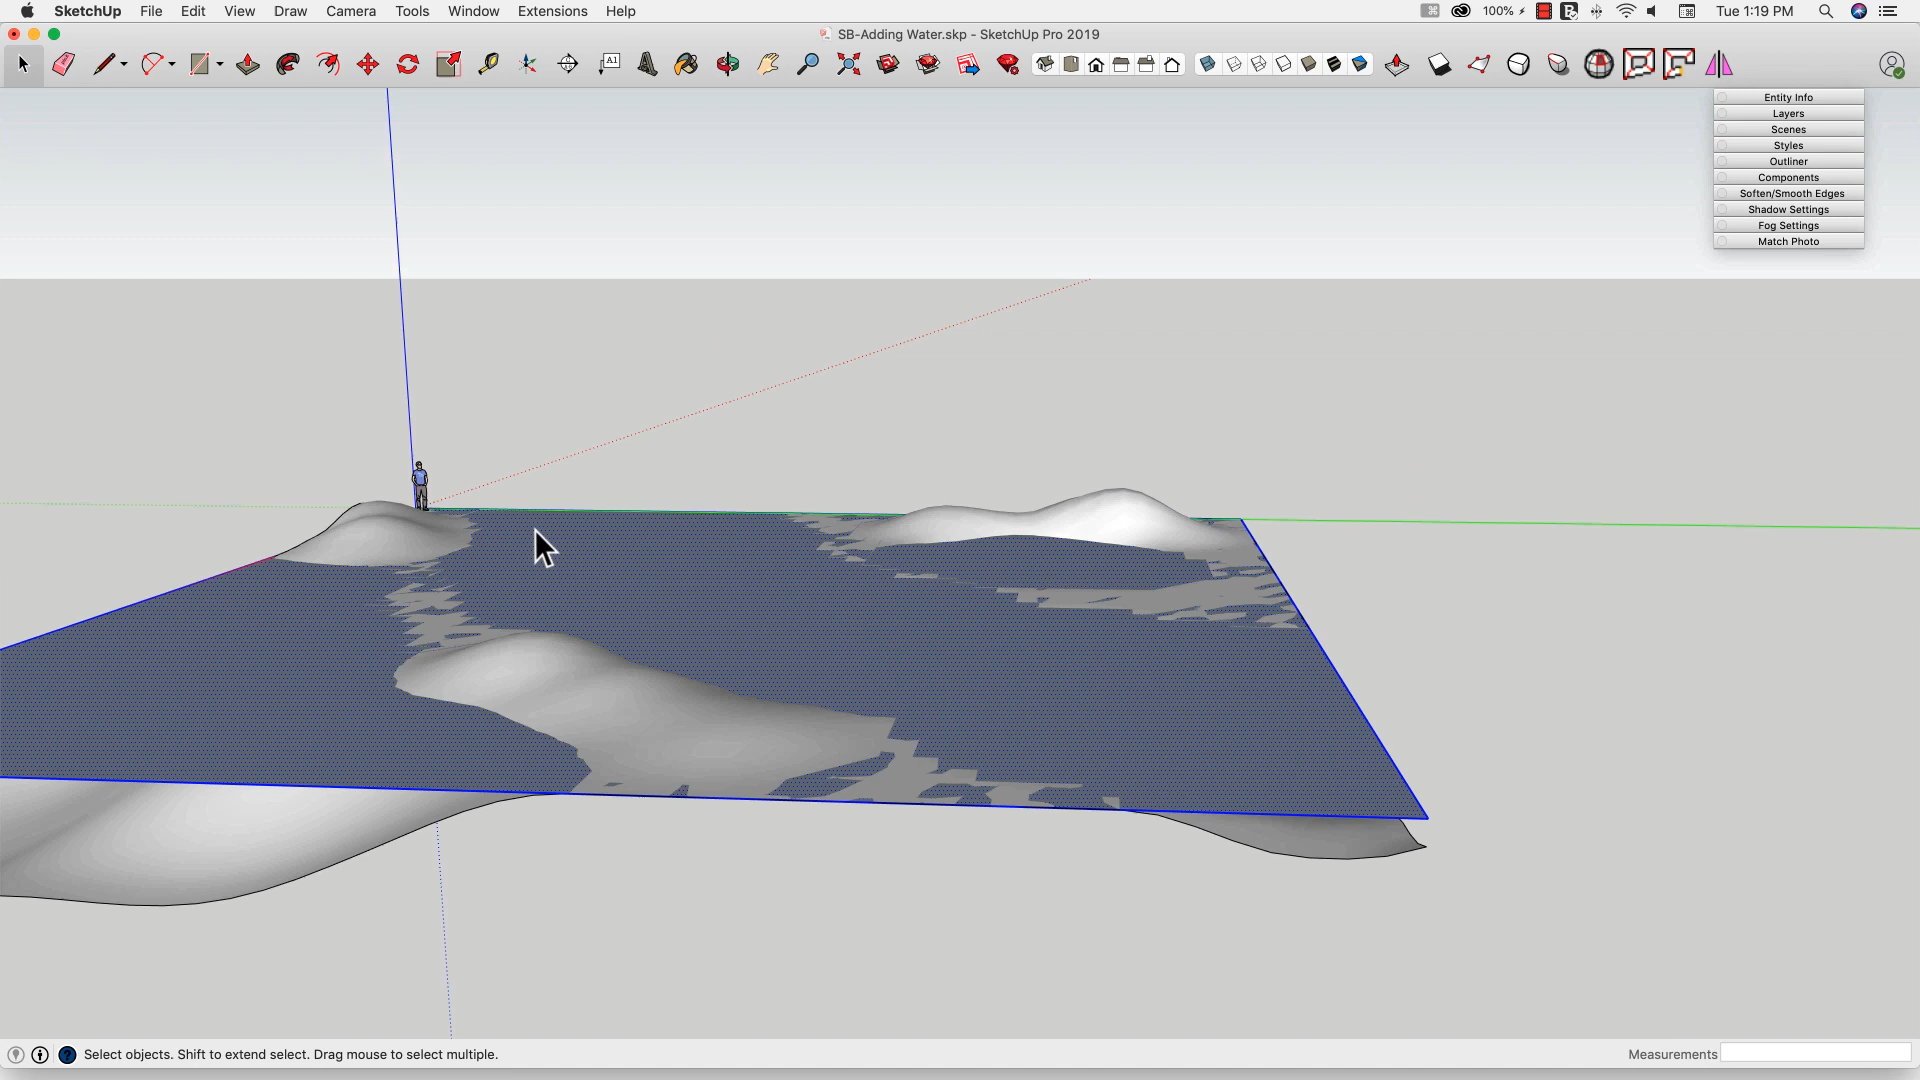 SketchUp File Edit View Draw Camera Tools Window Extensions Help 100% Tue 1:19 PM
SB-Adding Water.skp - SketchUp Pro 2019
A1
Entity Info
Layers
Scenes
Styles
Outliner
Components
Soften/Smooth Edges
Shadow Settings
Fog Settings
Match Photo
Select objects. Shift to extend select. Drag mouse to select multiple. Measurements